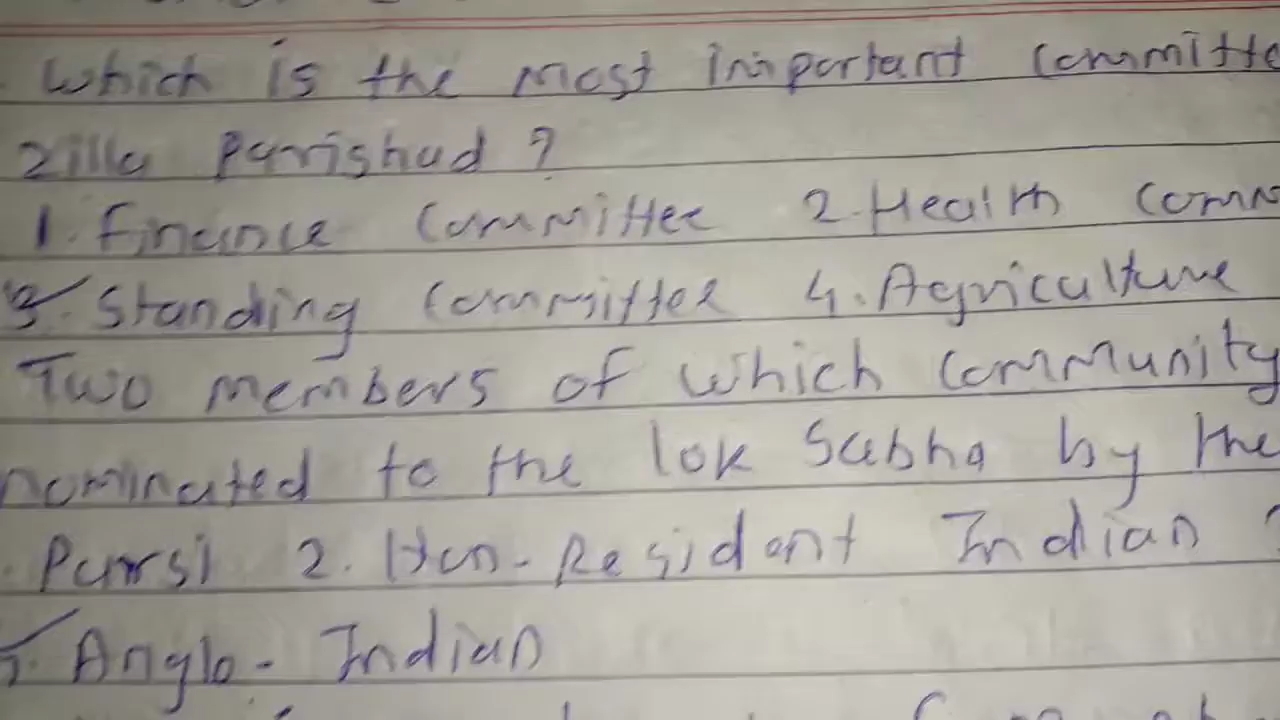 Which is the most important Committe
Zilla Parishad ?
1. Finance Committee 2. Health Comm
3. Standing Committee 4. Agriculture
Two members of which Community
nominated to the lok Sabha by the
Parsi 2. Non-Resident Indian
Anglo-Indian